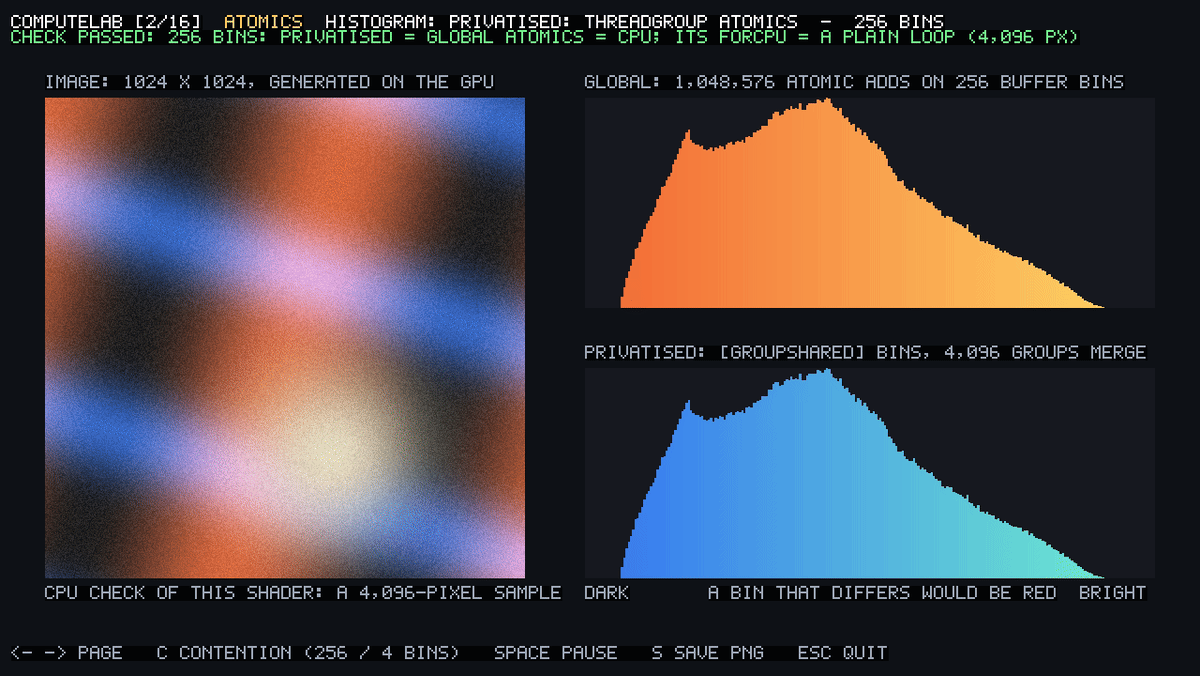 COMPUTELAB [2/16]  ATOMICS  HISTOGRAM: PRIVATISED: THREADGROUP ATOMICS  -  256 BINS
CHECK PASSED: 256 BINS: PRIVATISED = GLOBAL ATOMICS = CPU; ITS FORCPU = A PLAIN LOOP (4,096 PX)
IMAGE: 1024 X 1024, GENERATED ON THE GPU
GLOBAL: 1,048,576 ATOMIC ADDS ON 256 BUFFER BINS
PRIVATISED: [GROUPSHARED] BINS, 4,096 GROUPS MERGE
CPU CHECK OF THIS SHADER: A 4,096-PIXEL SAMPLE
DARK  A BIN THAT DIFFERS WOULD BE RED  BRIGHT
<- -> PAGE  C CONTENTION (256 / 4 BINS)  SPACE PAUSE  S SAVE PNG  ESC QUIT